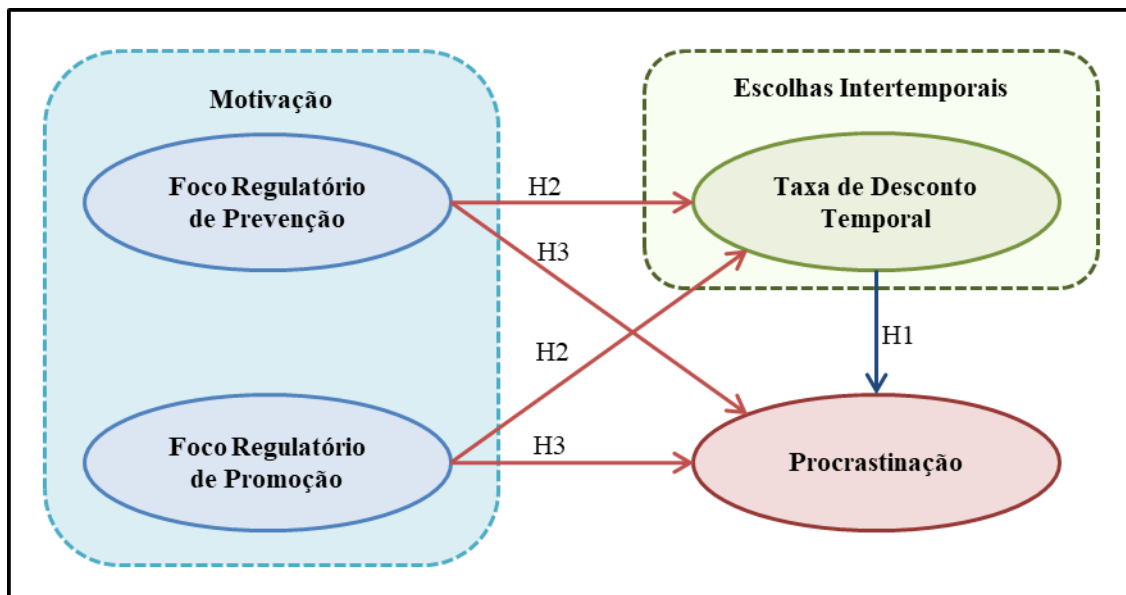 Motivação
Foco Regulatório
de Prevenção
Escolhas Intertemporais
Taxa de Desconto
Temporal
H2
H3
H2
H1
H3
Foco Regulatório
de Promoção
Procrastinação